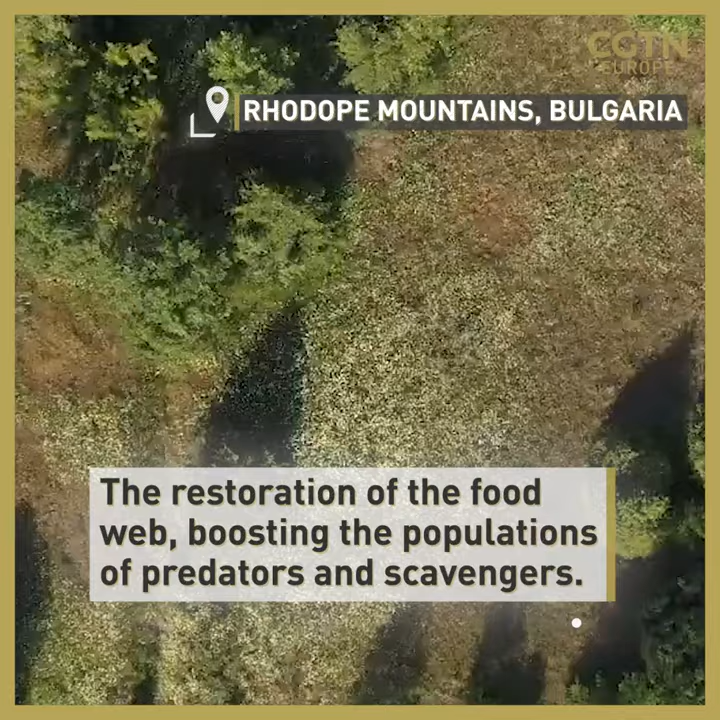 CGTN
EUROPE
RHODOPE MOUNTAINS, BULGARIA
The restoration of the food
web, boosting the populations
of predators and scavengers.